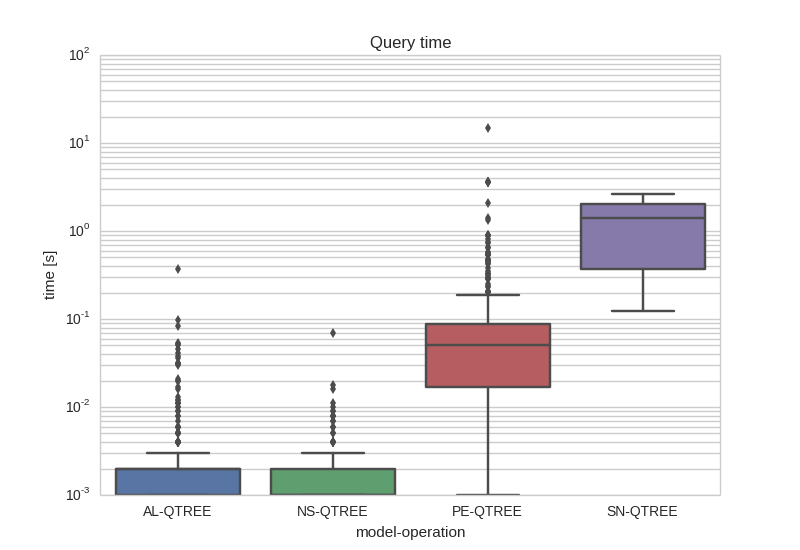 Query time
10^2
10^1
10^0
10^-1
10^-2
10^-3
time [s]
AL-QTREE NS-QTREE PE-QTREE SN-QTREE
model-operation